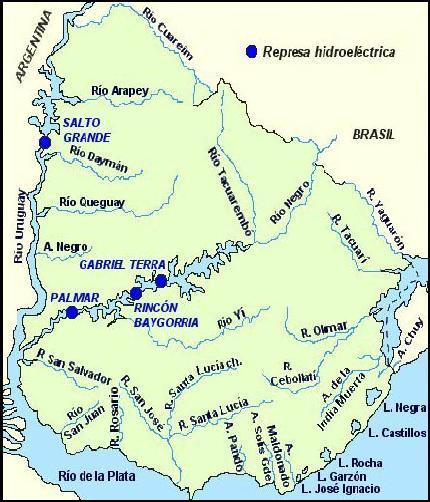 ARGENTINA
Río Cuareim
Represa hidroeléctrica
Río Arapey
SALTO
GRANDE
BRASIL
Río Daymán
Río Tacuarembo
Río Negro
Río Queguay
R. Yaguarón
Río Uruguay
R. Tacuarí
A. Negro
GABRIEL TERRA
PALMAR
RINCÓN
BAYGORRIA
Río Yí
R. Olimar
A. chuy
R. San Salvador
R. Santa Lucía ch.
R.
Cebollatí
A. de la
India Muerta
Río
San Juan
R. Rosario
R. San José
R. Santa Lucía
A. Pando
A. Solís Gde
A.
Maldonado
L. Negra
L. Castillos
L. Rocha
L. Garzón
L. José Ignacio
Río de la Plata